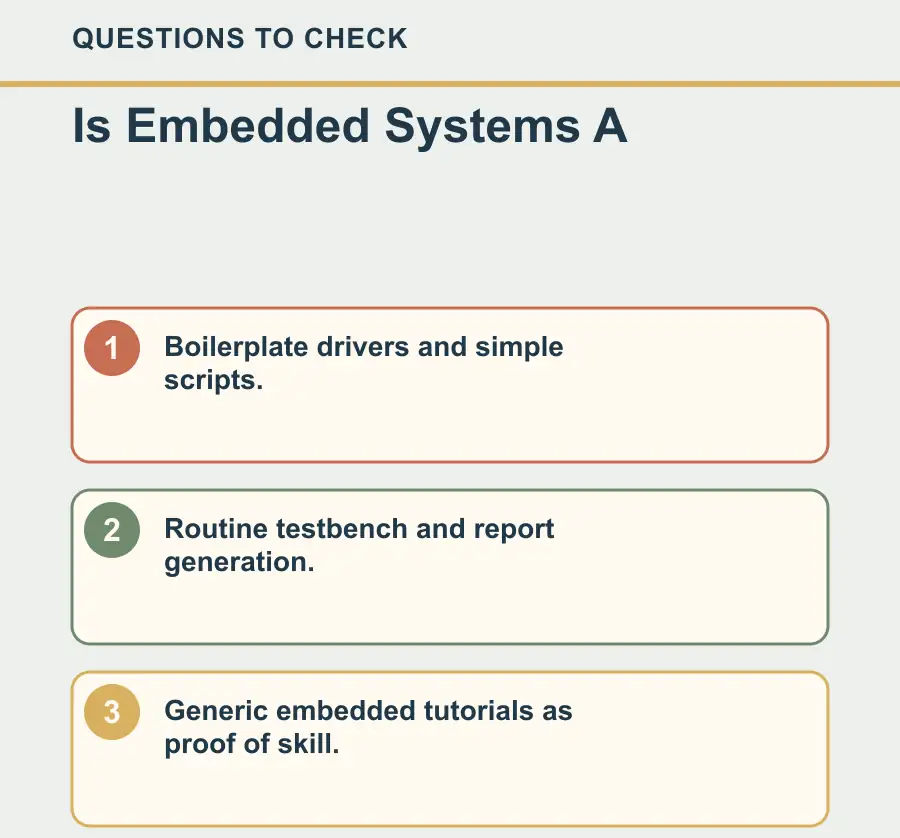 QUESTIONS TO CHECK
Is Embedded Systems A
1
Boilerplate drivers and simple
scripts.
2
Routine testbench and report
generation.
3
Generic embedded tutorials as
proof of skill.